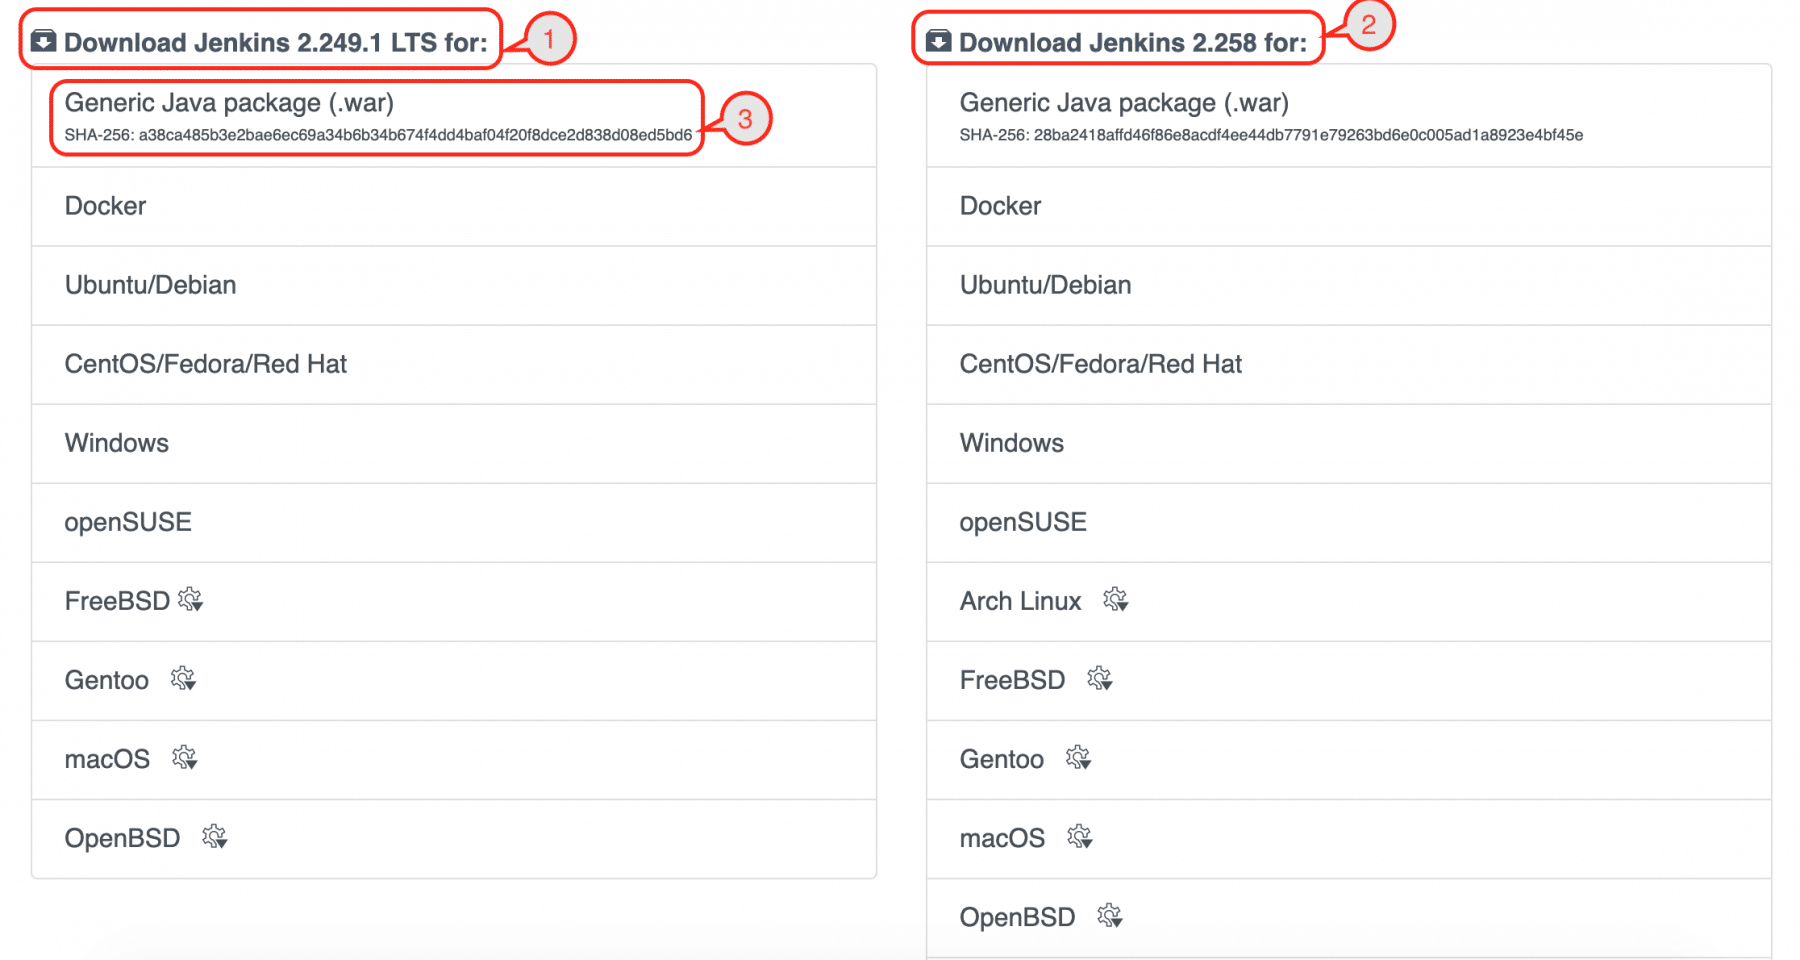 Download Jenkins 2.249.1 LTS for:
1
Generic Java package (.war)
SHA-256: a38ca485b3e2bae6ec69a34b6b34b674f4dd4baf04f20f8dce2d838d08ed5bd6
3
Docker
Ubuntu/Debian
CentOS/Fedora/Red Hat
Windows
openSUSE
FreeBSD
Gentoo
macOS
OpenBSD
Download Jenkins 2.258 for:
2
Generic Java package (.war)
SHA-256: 28ba2418affd46f86e8acdf4ee44db7791e79263bd6e0c005ad1a8923e4bf45e
Docker
Ubuntu/Debian
CentOS/Fedora/Red Hat
Windows
openSUSE
Arch Linux
FreeBSD
Gentoo
macOS
OpenBSD